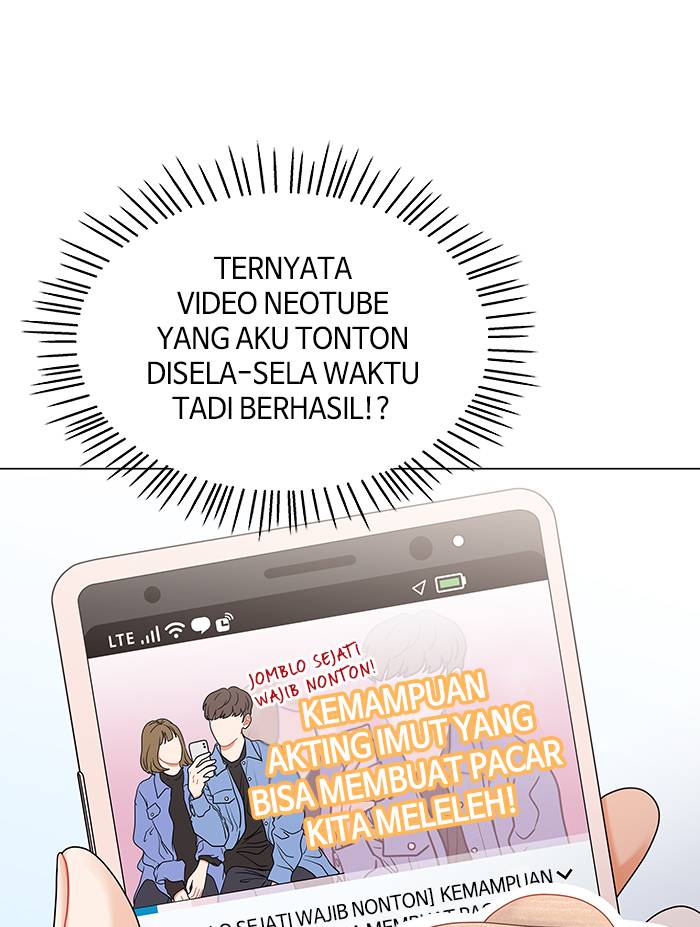 TERNYATA
VIDEO NEOTUBE
YANG AKU TONTON
DISELA-SELA WAKTU
TADI BERHASIL!?
LTE
JOMBLO SEJATI
WAJIB NONTON!
KEMAMPUAN
AKTING IMUT YANG
BISA MEMBUAT PACAR
KITA MELELEH!
SEJATI WAJIB NONTON] KEMAMPUAN